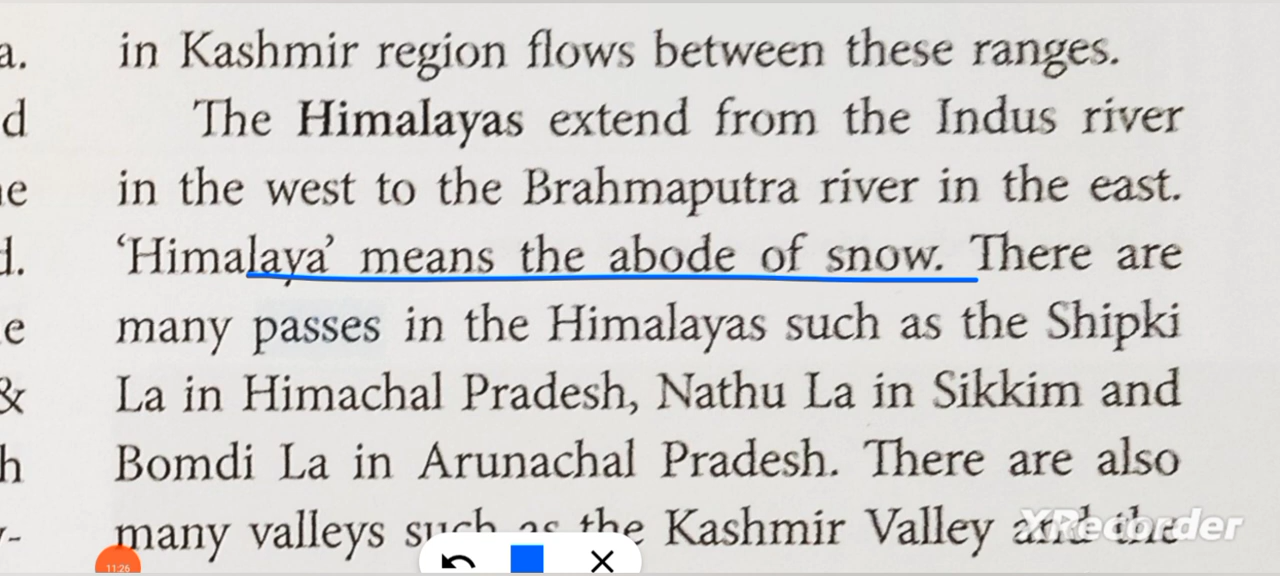 a. in Kashmir region flows between these ranges.
d The Himalayas extend from the Indus river
e in the west to the Brahmaputra river in the east.
d. ‘Himalaya’ means the abode of snow. There are
e many passes in the Himalayas such as the Shipki
& La in Himachal Pradesh, Nathu La in Sikkim and
h Bomdi La in Arunachal Pradesh. There are also
- many valleys such as the Kashmir Valley and the
XRecorder
11:26